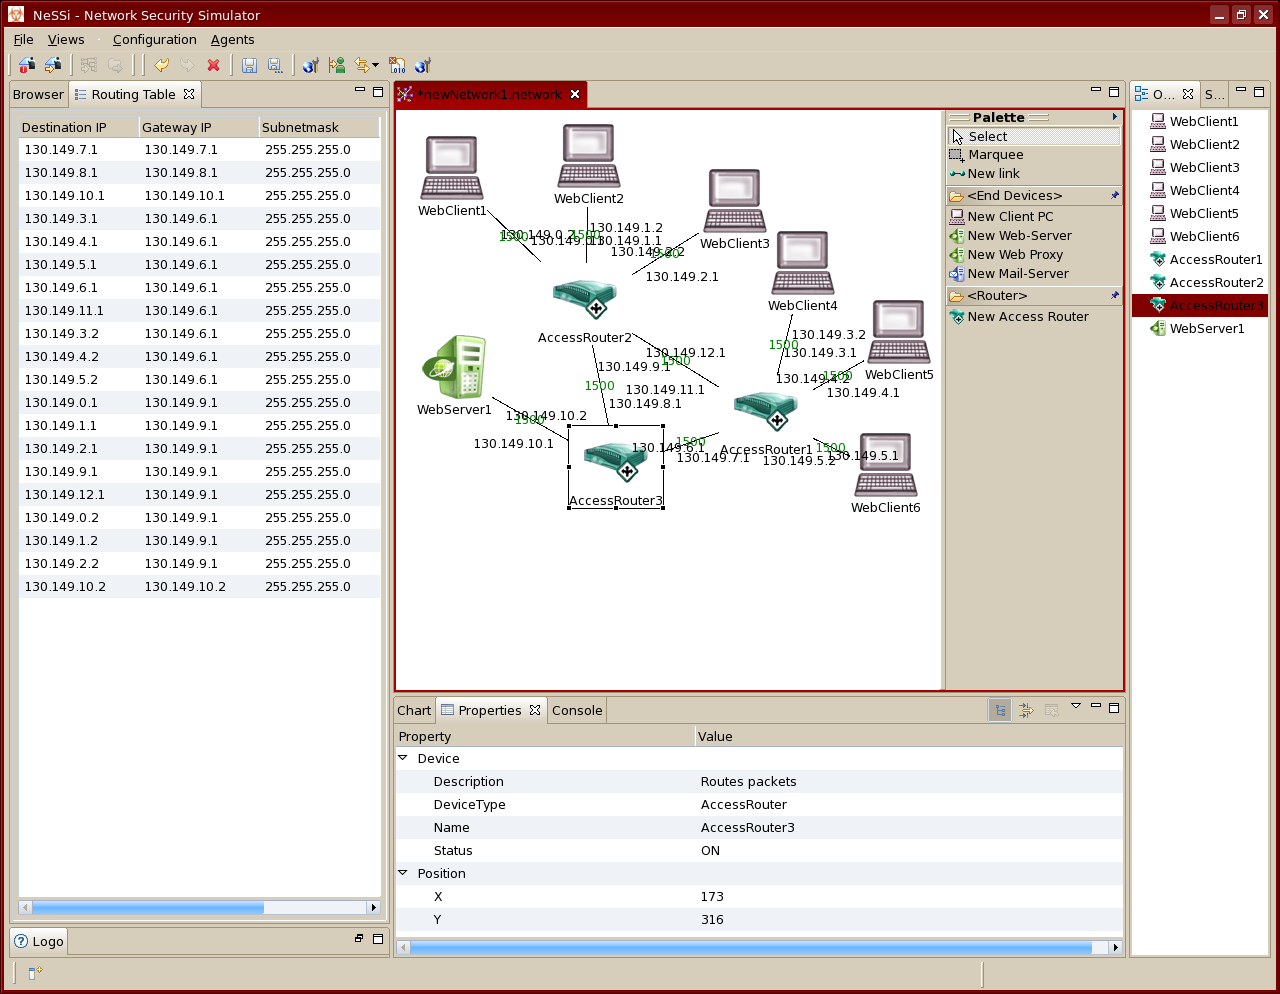 NeSSi - Network Security Simulator
File Views Configuration Agents
Browser Routing Table
Destination IP Gateway IP Subnetmask
130.149.7.1 130.149.7.1 255.255.255.0
130.149.8.1 130.149.8.1 255.255.255.0
130.149.10.1 130.149.10.1 255.255.255.0
130.149.3.1 130.149.6.1 255.255.255.0
130.149.4.1 130.149.6.1 255.255.255.0
130.149.5.1 130.149.6.1 255.255.255.0
130.149.6.1 130.149.6.1 255.255.255.0
130.149.11.1 130.149.6.1 255.255.255.0
130.149.3.2 130.149.6.1 255.255.255.0
130.149.4.2 130.149.6.1 255.255.255.0
130.149.5.2 130.149.6.1 255.255.255.0
130.149.0.1 130.149.9.1 255.255.255.0
130.149.1.1 130.149.9.1 255.255.255.0
130.149.2.1 130.149.9.1 255.255.255.0
130.149.9.1 130.149.9.1 255.255.255.0
130.149.12.1 130.149.9.1 255.255.255.0
130.149.0.2 130.149.9.1 255.255.255.0
130.149.1.2 130.149.9.1 255.255.255.0
130.149.2.2 130.149.9.1 255.255.255.0
130.149.10.2 130.149.10.2 255.255.255.0
Logo
*newNetwork1.network
WebClient1
WebClient2
WebClient3
130.149.1.2
130.149.0.2
1500
1500
130.149.1.1
130.149.2.2
1500
130.149.2.1
WebClient4
AccessRouter2
130.149.3.2
1500
130.149.3.1
130.149.12.1
1500
130.149.9.1
WebClient5
130.149.4.2
1500
1500
130.149.11.1
130.149.4.1
130.149.8.1
WebServer1
130.149.10.2
1500
130.149.10.1
1500
130.149.6.1
AccessRouter1
1500
130.149.7.1
130.149.5.2
130.149.5.1
AccessRouter3
WebClient6
Palette
Select
Marquee
New link
<End Devices>
New Client PC
New Web-Server
New Web Proxy
New Mail-Server
<Router>
New Access Router
Chart Properties Console
Property Value
Device
Description Routes packets
DeviceType AccessRouter
Name AccessRouter3
Status ON
Position
X 173
Y 316
O... S...
WebClient1
WebClient2
WebClient3
WebClient4
WebClient5
WebClient6
AccessRouter1
AccessRouter2
AccessRouter3
WebServer1